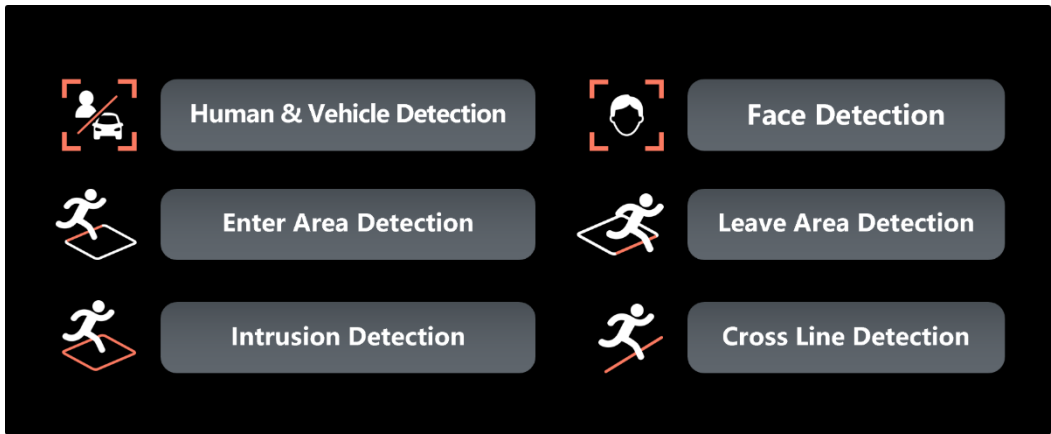 Human & Vehicle Detection
Face Detection
Enter Area Detection
Leave Area Detection
Intrusion Detection
Cross Line Detection